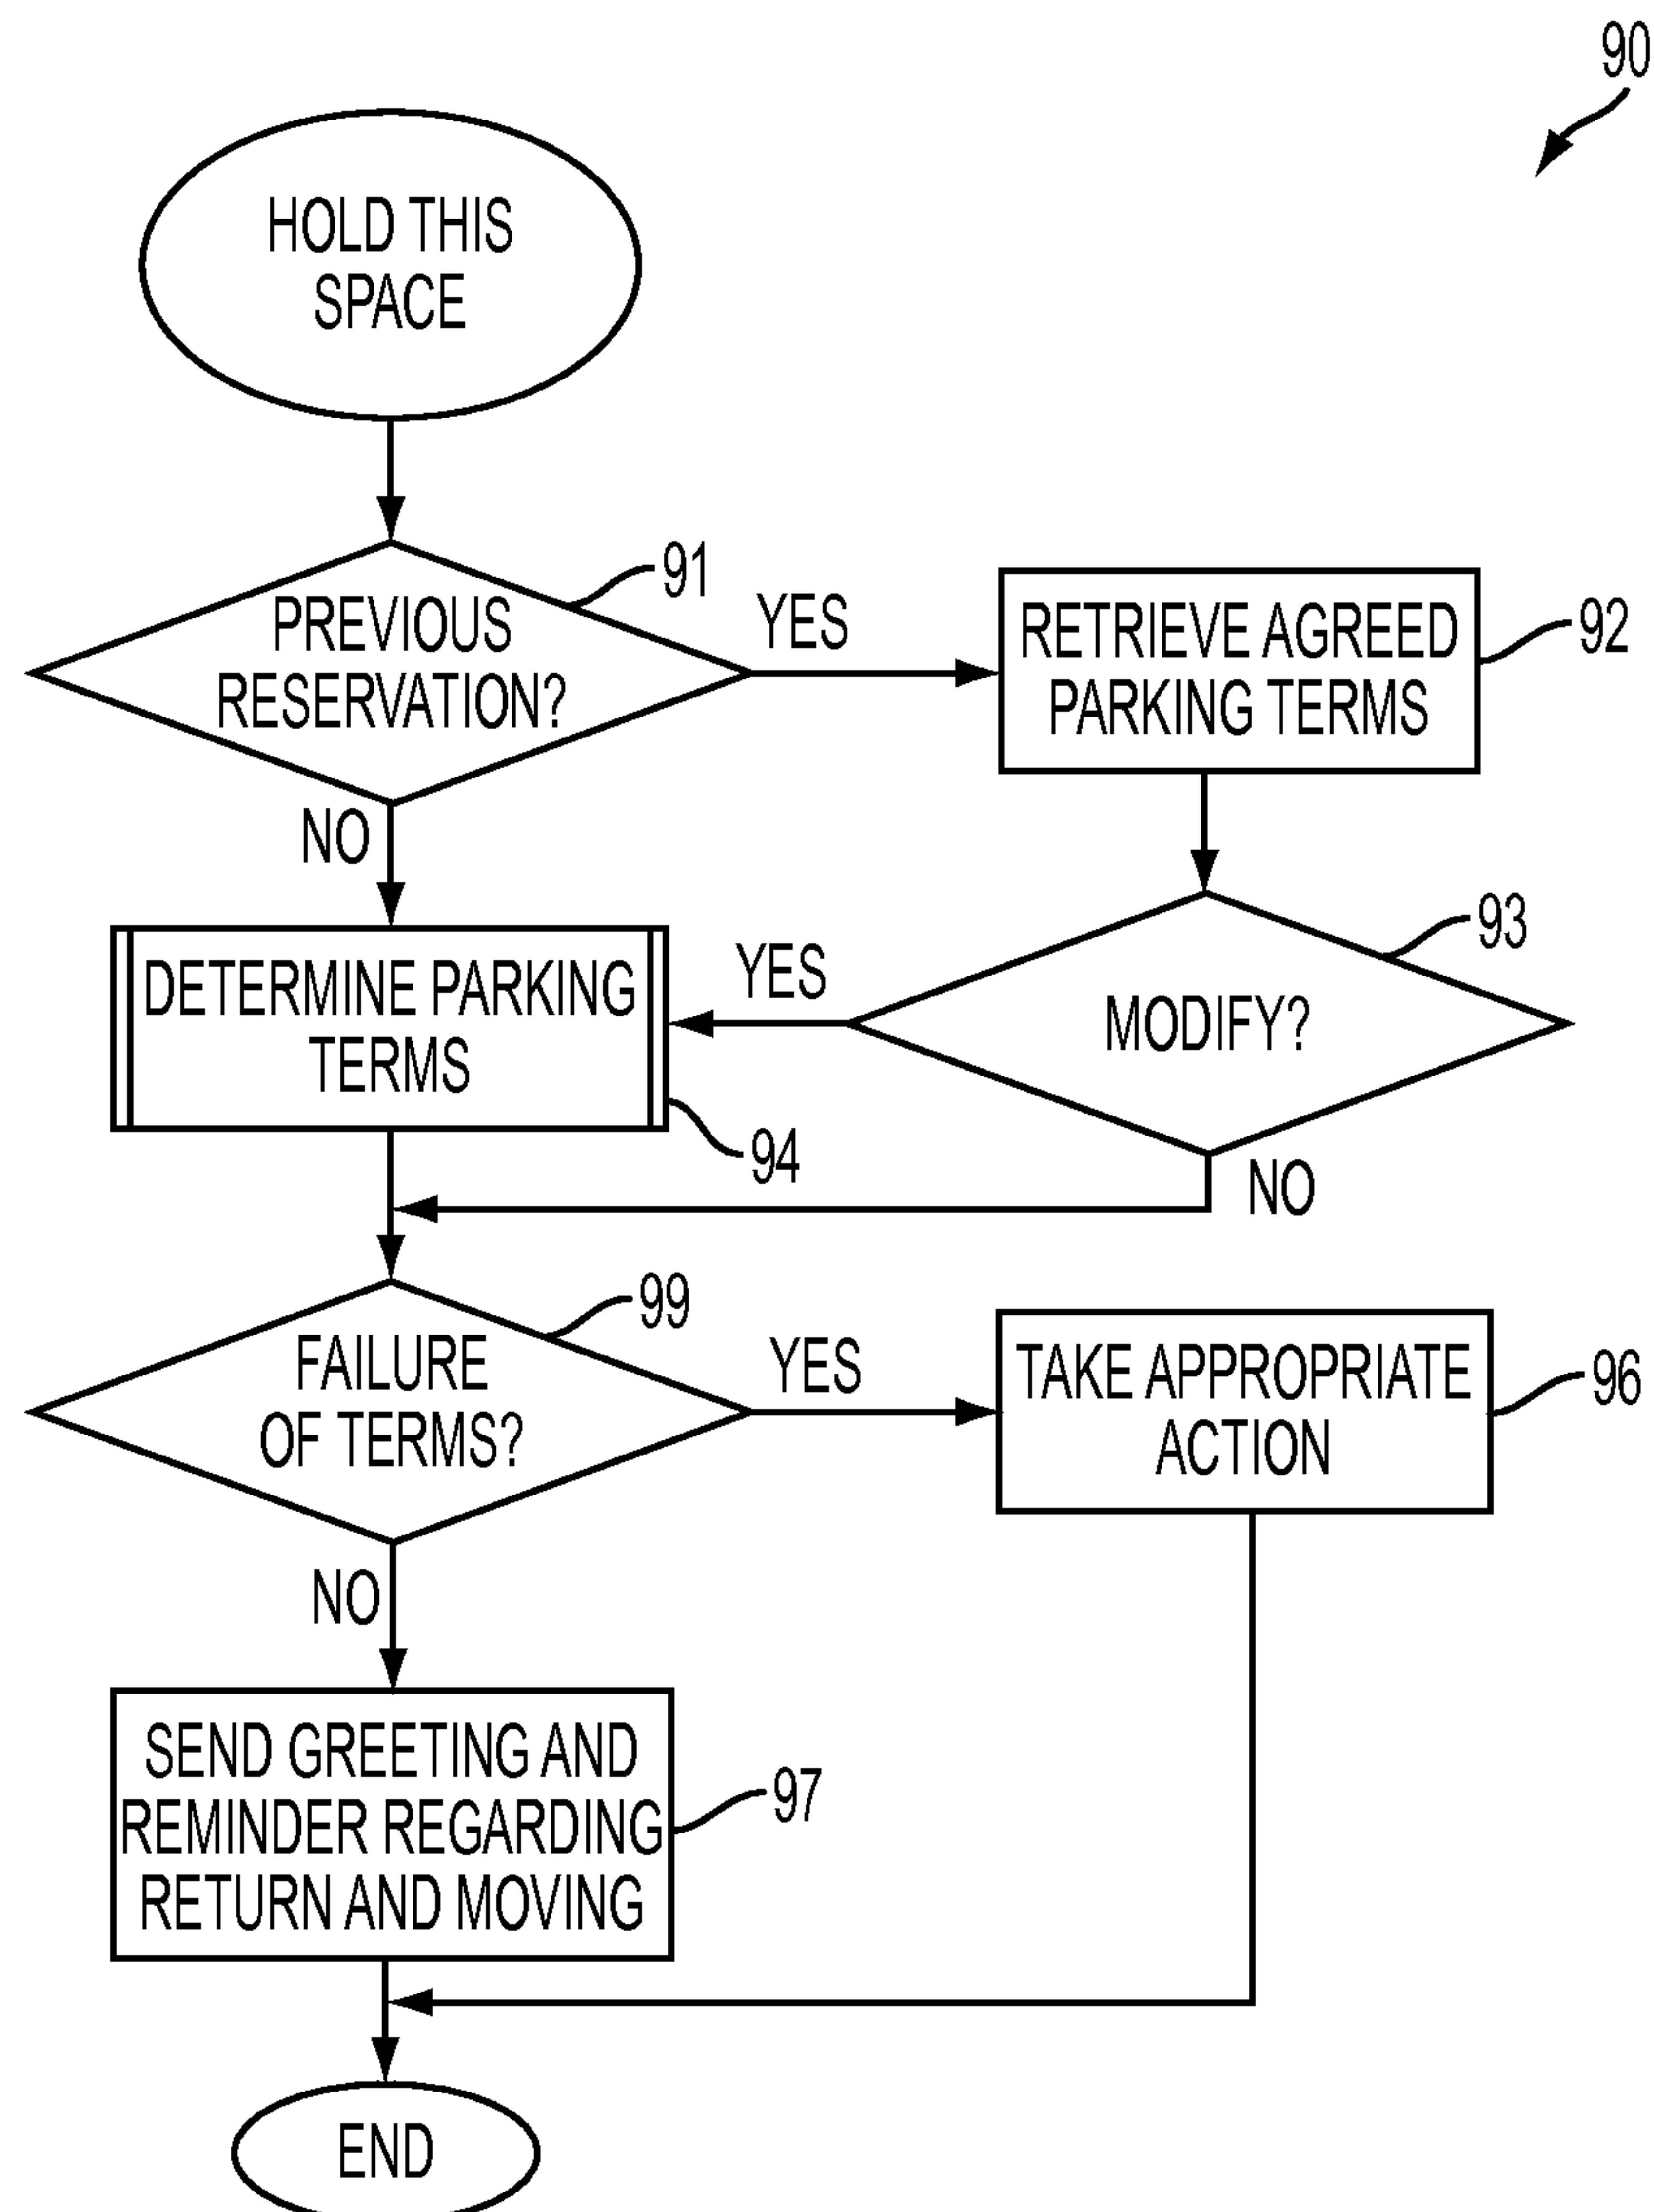 90
HOLD THIS
SPACE
91
PREVIOUS
RESERVATION?
YES
RETRIEVE AGREED
PARKING TERMS
92
NO
93
DETERMINE PARKING
TERMS
YES
MODIFY?
94
NO
99
FAILURE
OF TERMS?
YES
TAKE APPROPRIATE
ACTION
96
NO
SEND GREETING AND
REMINDER REGARDING
RETURN AND MOVING
97
END